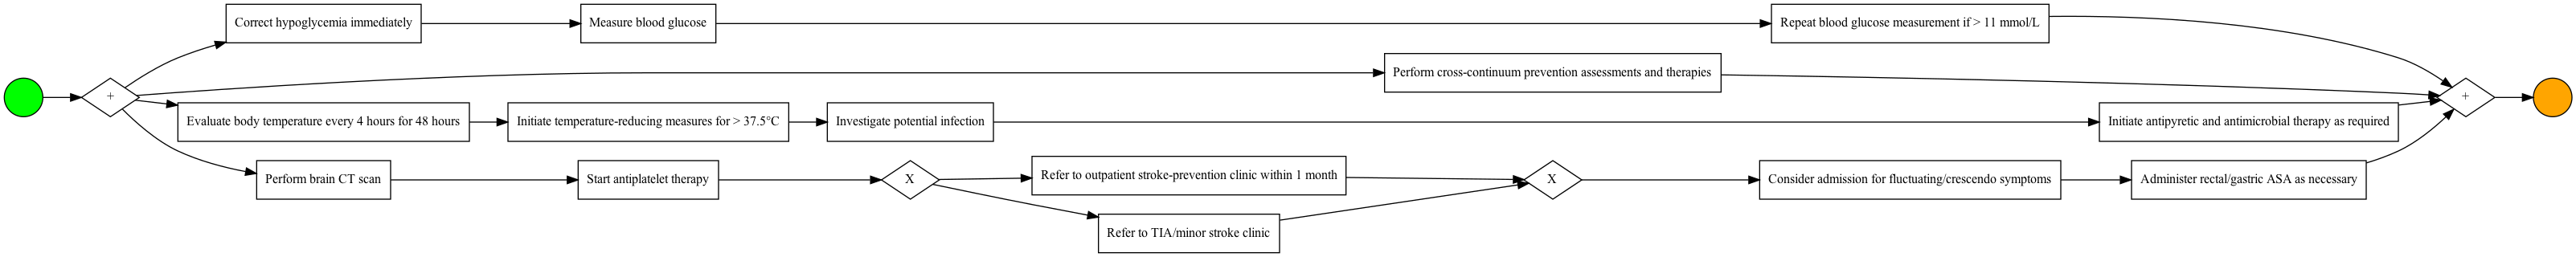 Correct hypoglycemia immediately
Measure blood glucose
Repeat blood glucose measurement if > 11 mmol/L
Perform cross-continuum prevention assessments and therapies
+
+
Evaluate body temperature every 4 hours for 48 hours
Initiate temperature-reducing measures for > 37.5°C
Investigate potential infection
Initiate antipyretic and antimicrobial therapy as required
Perform brain CT scan
Start antiplatelet therapy
X
Refer to outpatient stroke-prevention clinic within 1 month
X
Consider admission for fluctuating/crescendo symptoms
Administer rectal/gastric ASA as necessary
Refer to TIA/minor stroke clinic